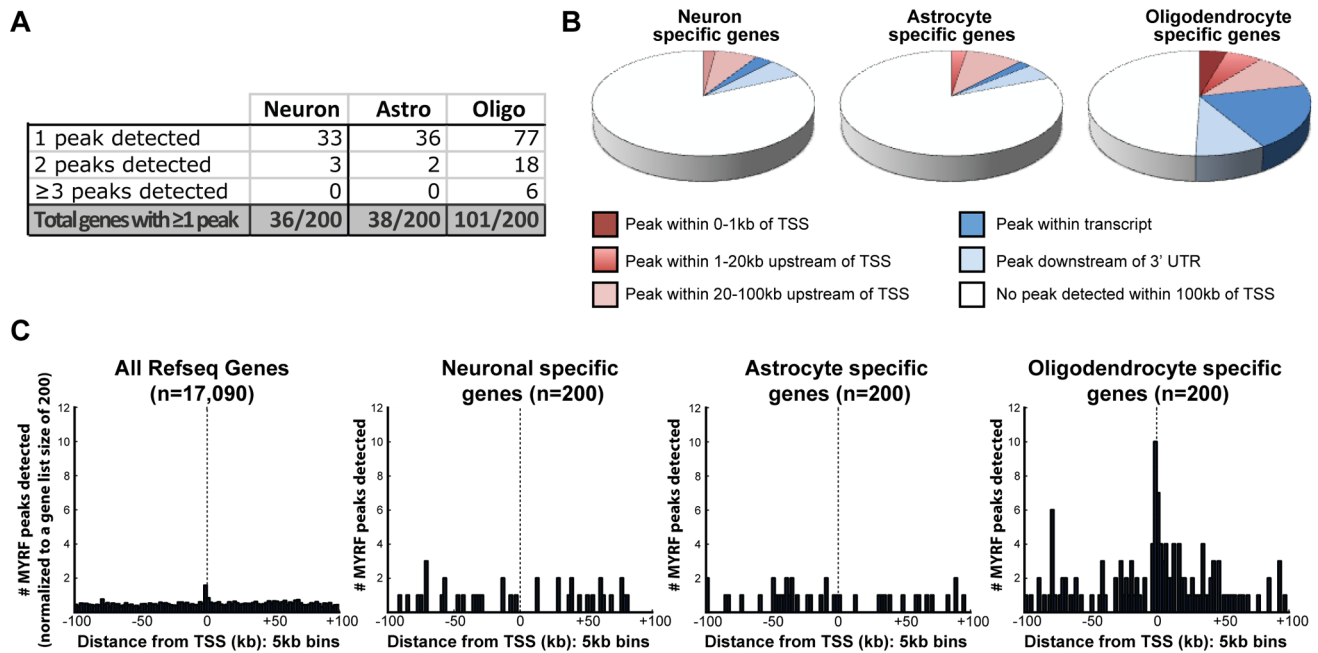 A
Neuron Astro Oligo
1 peak detected 33 36 77
2 peaks detected 3 2 18
≥3 peaks detected 0 0 6
Total genes with ≥1 peak 36/200 38/200 101/200
B
Neuron
specific genes
Astrocyte
specific genes
Oligodendrocyte
specific genes
Peak within 0-1kb of TSS
Peak within 1-20kb upstream of TSS
Peak within 20-100kb upstream of TSS
Peak within transcript
Peak downstream of 3' UTR
No peak detected within 100kb of TSS
C
All Refseq Genes
(n=17,090)
# MYRF peaks detected
(normalized to a gene list size of 200)
12
10
8
6
4
2
-100 -50 0 +50 +100
Distance from TSS (kb): 5kb bins
Neuronal specific
genes (n=200)
# MYRF peaks detected
12
10
8
6
4
2
-100 -50 0 +50 +100
Distance from TSS (kb): 5kb bins
Astrocyte specific
genes (n=200)
# MYRF peaks detected
12
10
8
6
4
2
-100 -50 0 +50 +100
Distance from TSS (kb): 5kb bins
Oligodendrocyte specific
genes (n=200)
# MYRF peaks detected
12
10
8
6
4
2
-100 -50 0 +50 +100
Distance from TSS (kb): 5kb bins